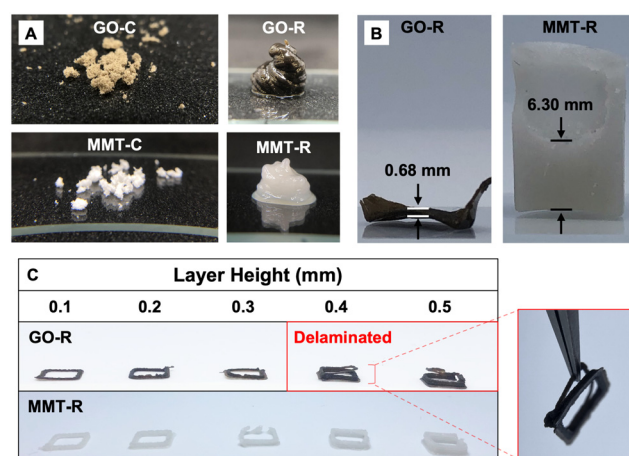 A
GO-C
GO-R
MMT-C
MMT-R
B
GO-R
MMT-R
0.68 mm
6.30 mm
C
Layer Height (mm)
0.1 0.2 0.3 0.4 0.5
GO-R
Delaminated
MMT-R